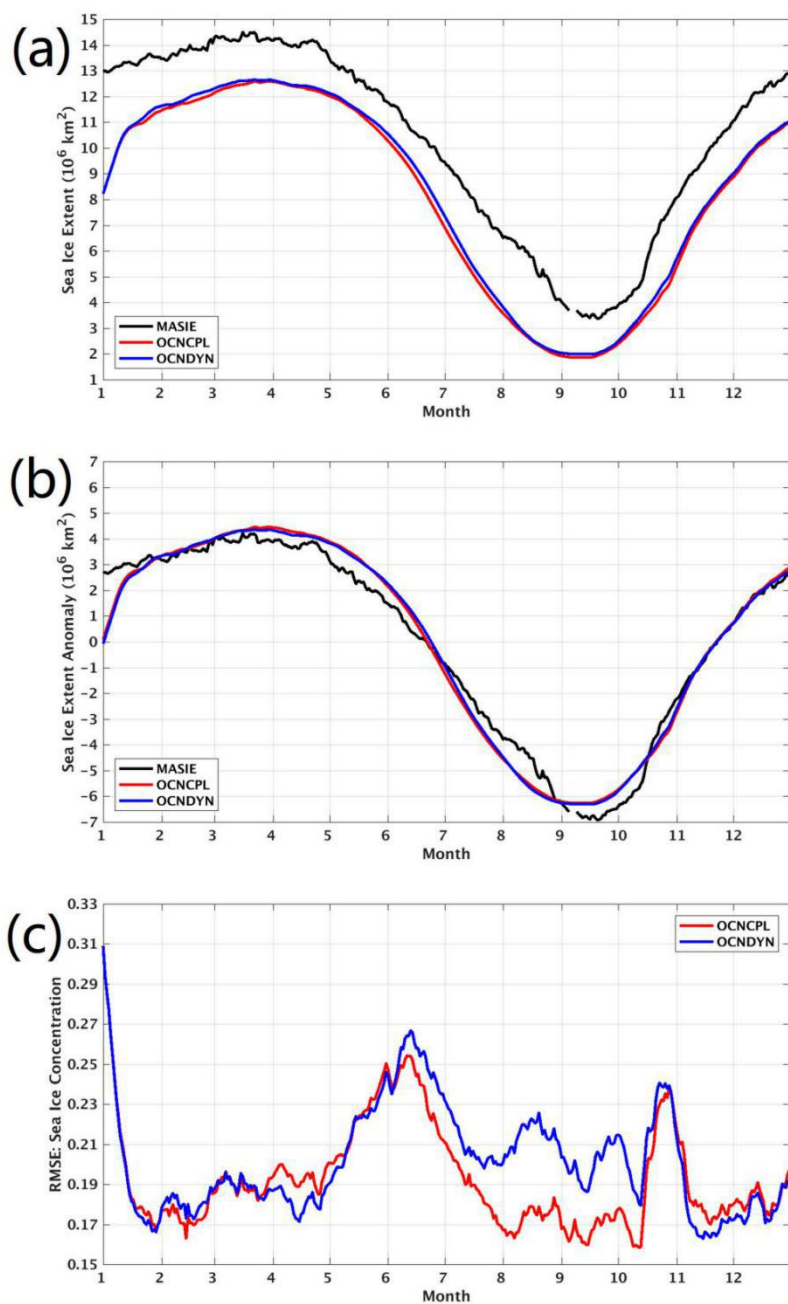 (a)
Sea Ice Extent (10⁶ km²)
15
14
13
12
11
10
9
8
7
6
5
4
3
2
1
MASIE
OCNCPL
OCNDYN
1 2 3 4 5 6 7 8 9 10 11 12
Month
(b)
Sea Ice Extent Anomaly (10⁶ km²)
7
6
5
4
3
2
1
0
-1
-2
-3
-4
-5
-6
-7
MASIE
OCNCPL
OCNDYN
1 2 3 4 5 6 7 8 9 10 11 12
Month
(c)
RMSE: Sea Ice Concentration
0.33
0.31
0.27
0.23
0.19
0.17
0.15
0.25
0.21
OCNCPL
OCNDYN
1 2 3 4 5 6 7 8 9 10 11 12
Month